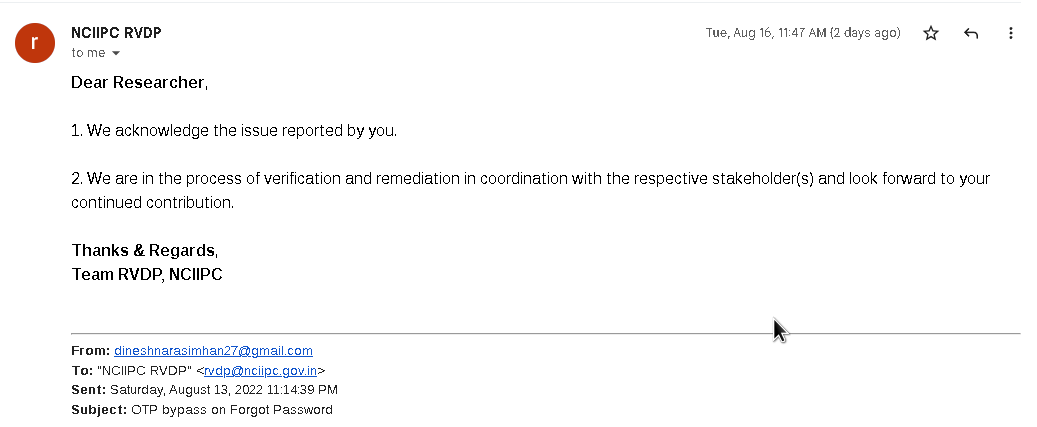 r
NCIIPC RVDP
Tue, Aug 16, 11:47 AM (2 days ago)
to me
Dear Researcher,
1. We acknowledge the issue reported by you.
2. We are in the process of verification and remediation in coordination with the respective stakeholder(s) and look forward to your
continued contribution.
Thanks & Regards,
Team RVDP, NCIIPC
From: dineshnarasimhan27@gmail.com
To: "NCIIPC RVDP" <rvdp@nciipc.gov.in>
Sent: Saturday, August 13, 2022 11:14:39 PM
Subject: OTP bypass on Forgot Password